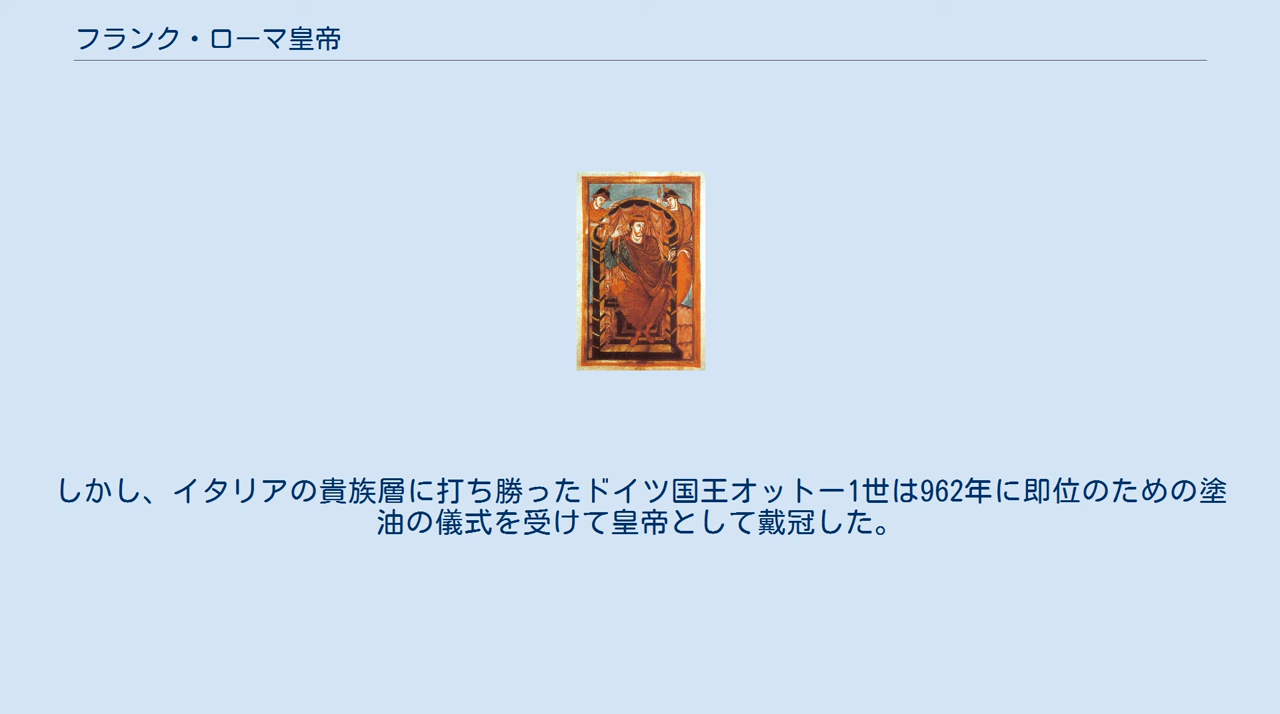 フランク・ローマ皇帝
しかし、イタリアの貴族層に打ち勝ったドイツ国王オットー1世は962年に即位のための塗
油の儀式を受けて皇帝として戴冠した。